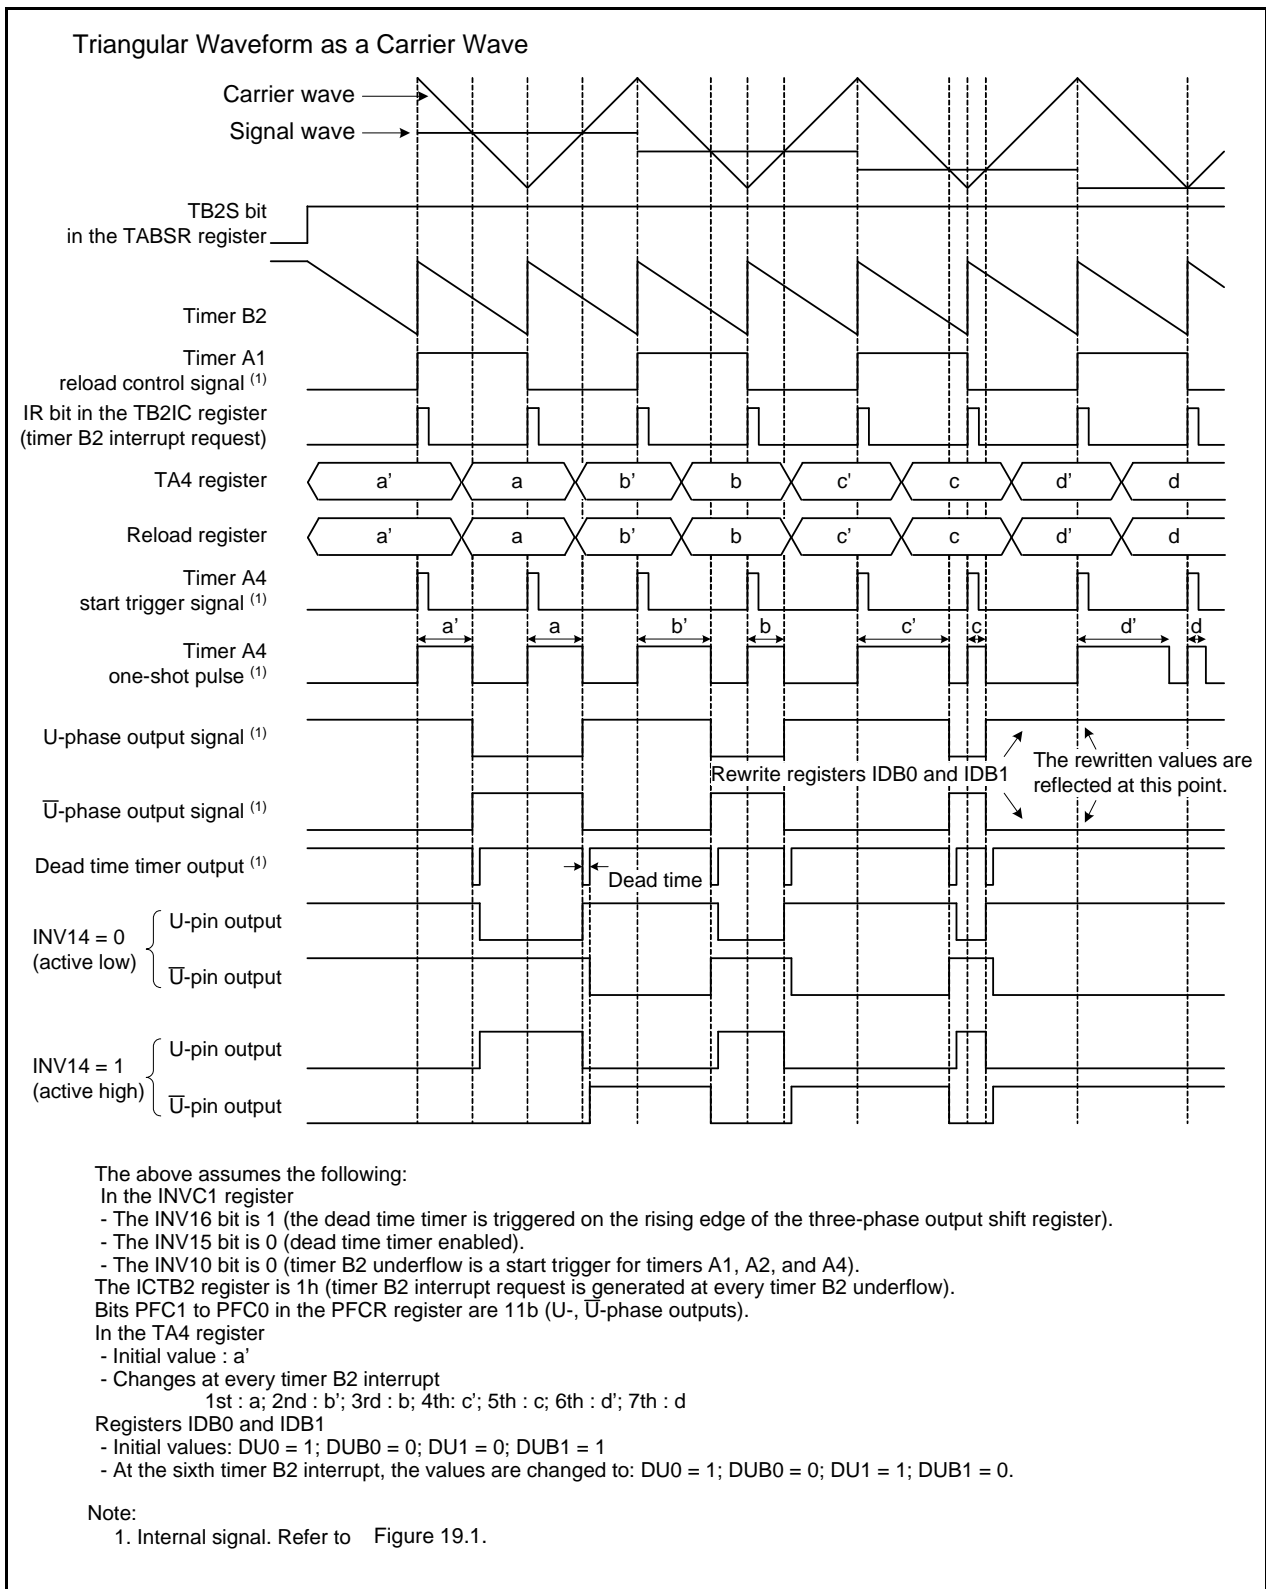 Triangular Waveform as a Carrier Wave
Carrier wave
Signal wave
TB2S bit
in the TABSR register
Timer B2
Timer A1
reload control signal (1)
IR bit in the TB2IC register
(timer B2 interrupt request)
TA4 register
a’ a b’ b c’ c d’ d
Reload register
a’ a b’ b c’ c d’ d
Timer A4
start trigger signal (1)
a’ a b’ b c’ c d’ d
Timer A4
one-shot pulse (1)
U-phase output signal (1)
Rewrite registers IDB0 and IDB1
The rewritten values are
reflected at this point.
U̅-phase output signal (1)
Dead time timer output (1)
Dead time
INV14 = 0
(active low)
U-pin output
U̅-pin output
INV14 = 1
(active high)
U-pin output
U̅-pin output
The above assumes the following:
In the INVC1 register
- The INV16 bit is 1 (the dead time timer is triggered on the rising edge of the three-phase output shift register).
- The INV15 bit is 0 (dead time timer enabled).
- The INV10 bit is 0 (timer B2 underflow is a start trigger for timers A1, A2, and A4).
The ICTB2 register is 1h (timer B2 interrupt request is generated at every timer B2 underflow).
Bits PFC1 to PFC0 in the PFCR register are 11b (U-, U̅-phase outputs).
In the TA4 register
- Initial value : a’
- Changes at every timer B2 interrupt
1st : a; 2nd : b’; 3rd : b; 4th: c’; 5th : c; 6th : d’; 7th : d
Registers IDB0 and IDB1
- Initial values: DU0 = 1; DUB0 = 0; DU1 = 0; DUB1 = 1
- At the sixth timer B2 interrupt, the values are changed to: DU0 = 1; DUB0 = 0; DU1 = 1; DUB1 = 0.
Note:
1. Internal signal. Refer to Figure 19.1.